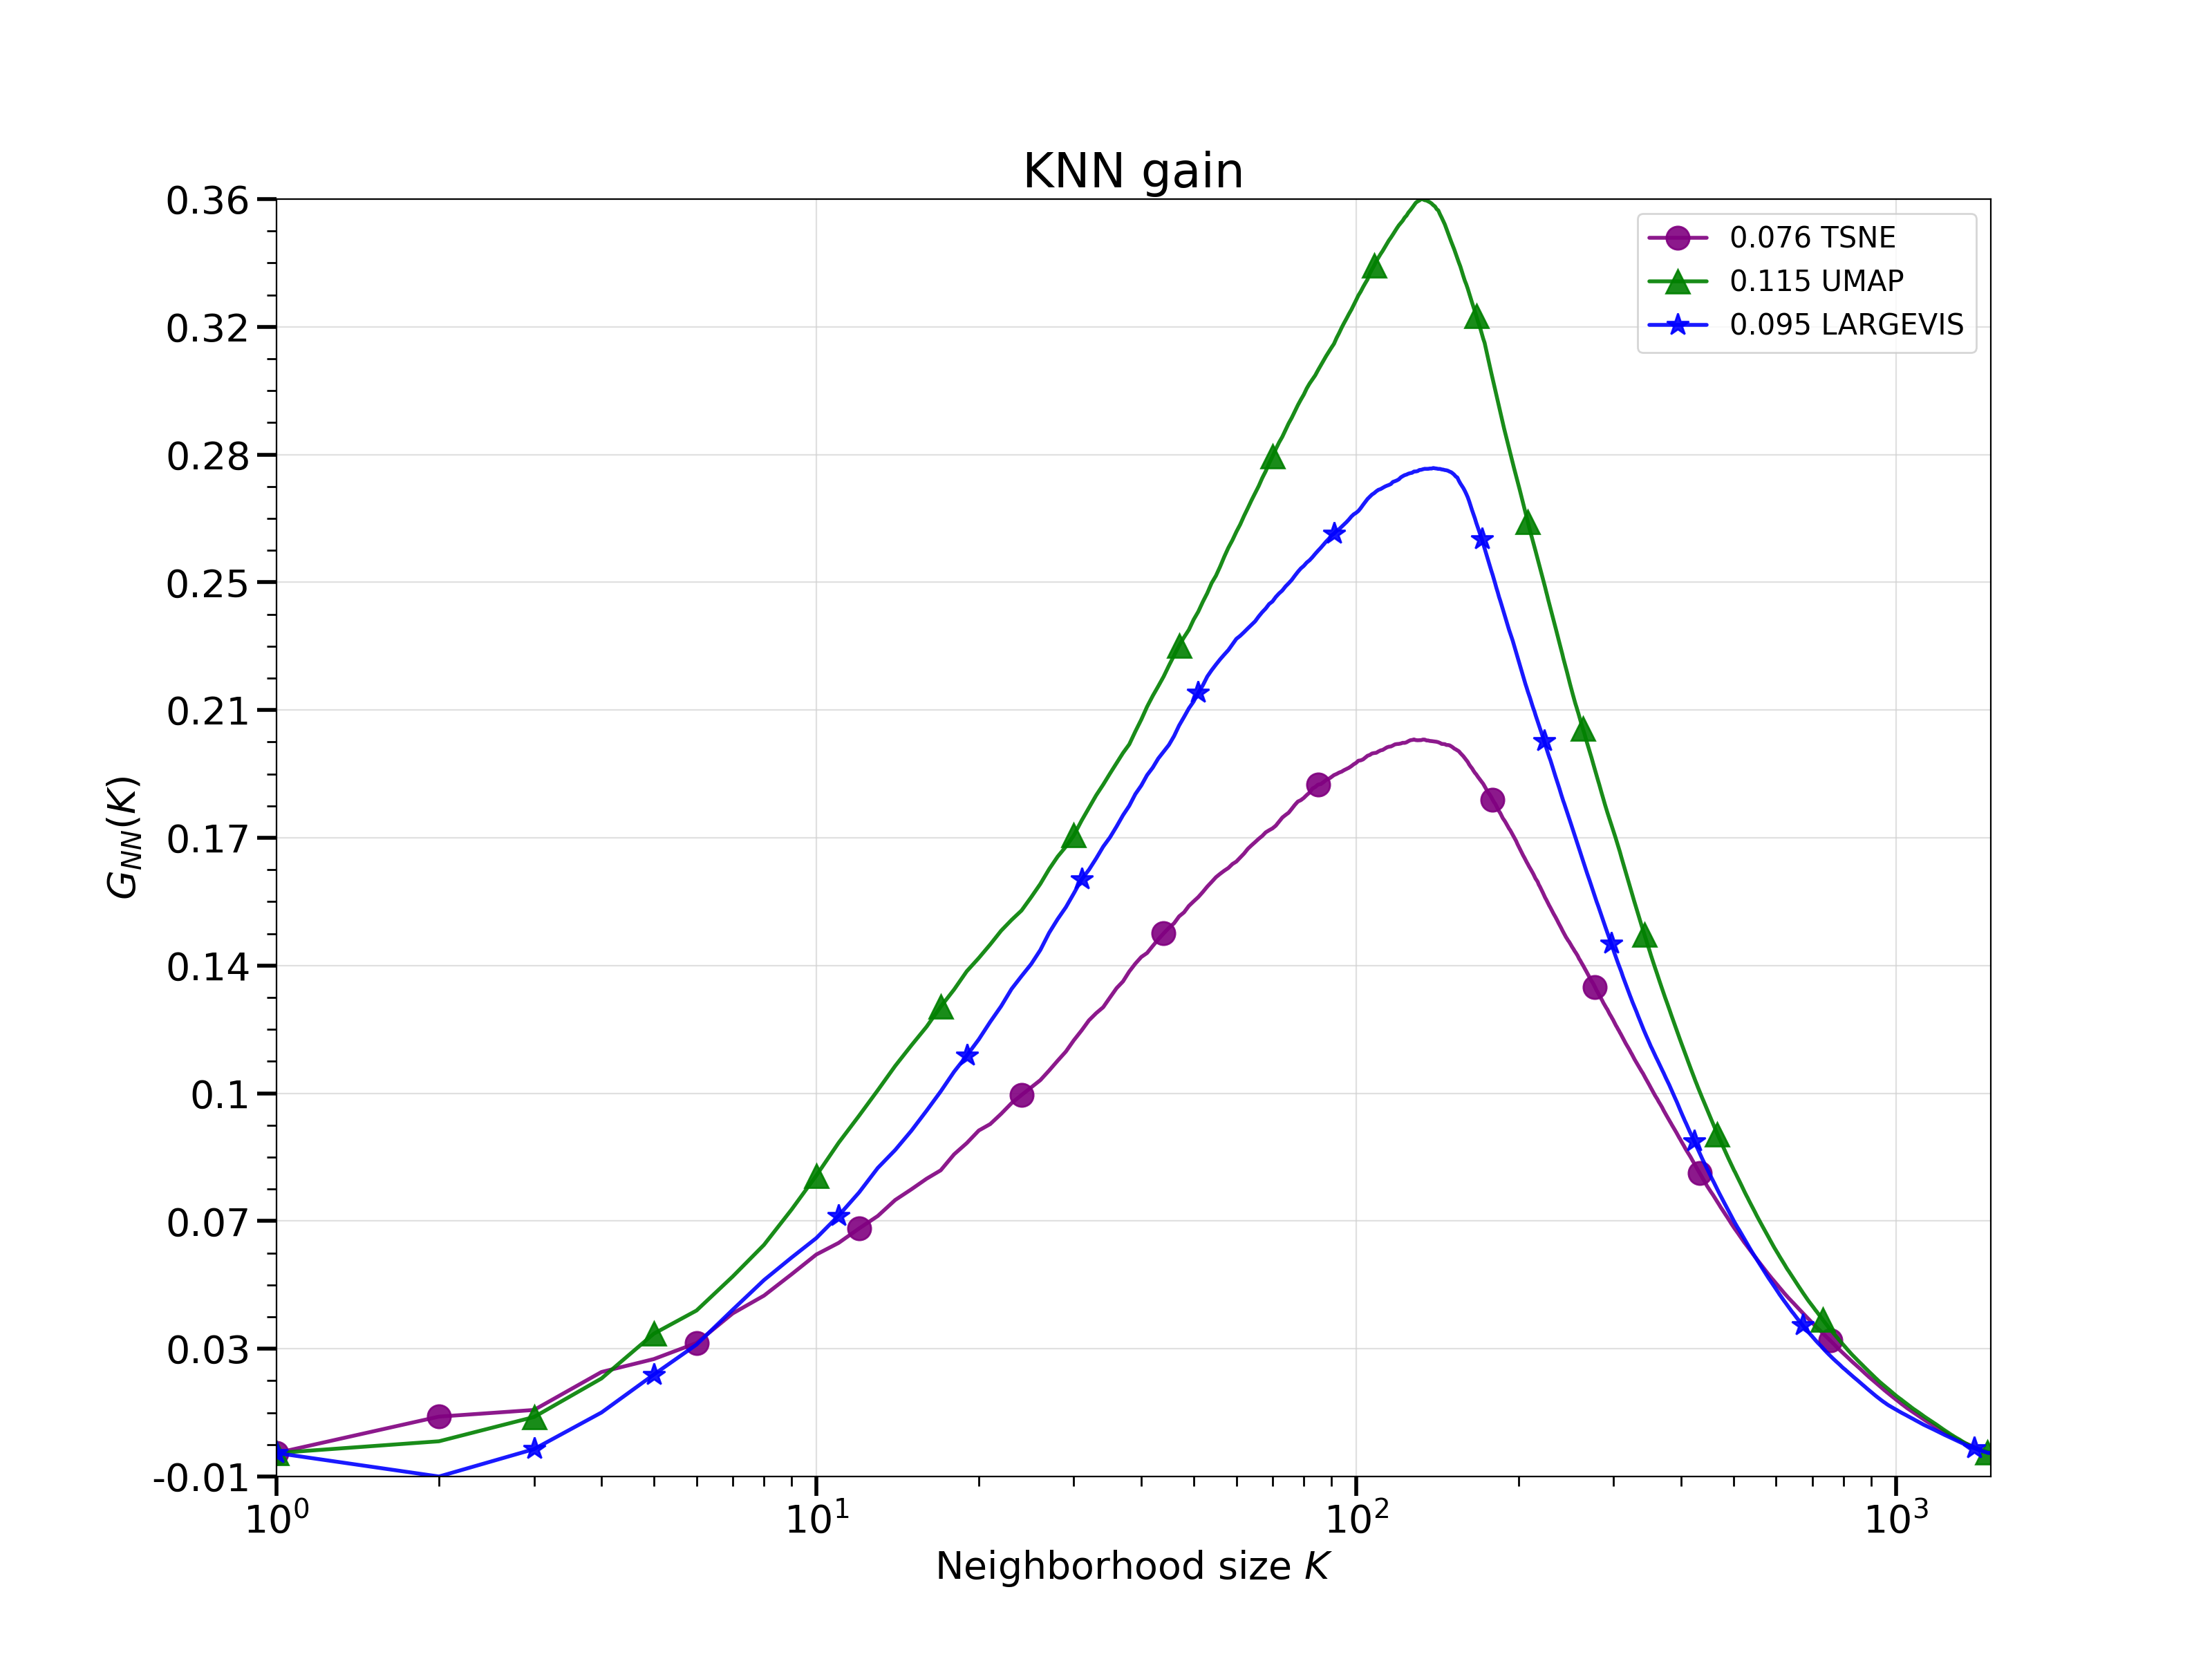 KNN gain
0.36
0.32
0.28
0.25
0.21
0.17
0.14
0.1
0.07
0.03
-0.01
G_{NN}(K)
0.076 TSNE
0.115 UMAP
0.095 LARGEVIS
10^0 10^1 10^2 10^3
Neighborhood size K